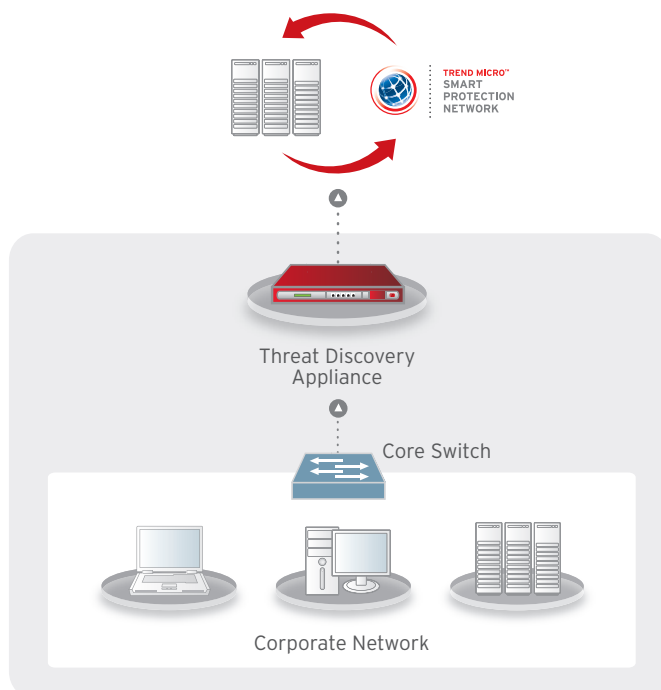 TREND MICRO™
SMART
PROTECTION
NETWORK
Threat Discovery
Appliance
Core Switch
Corporate Network